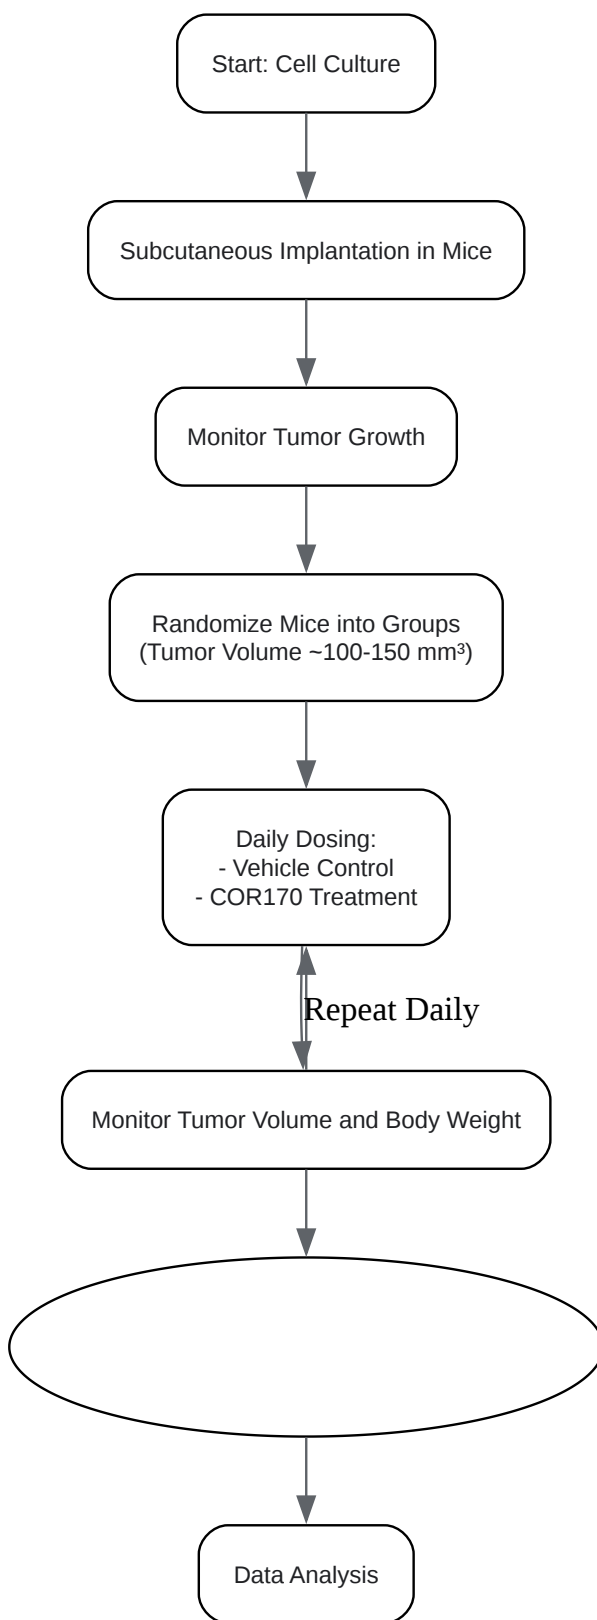 Start: Cell Culture
Subcutaneous Implantation in Mice
Monitor Tumor Growth
Randomize Mice into Groups
(Tumor Volume ~100-150 mm³)
Daily Dosing:
- Vehicle Control
- COR170 Treatment
Repeat Daily
Monitor Tumor Volume and Body Weight
Data Analysis